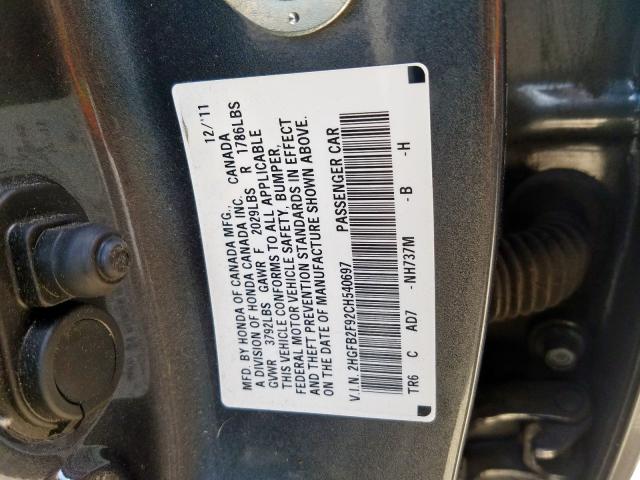 12/'11
MFD. BY HONDA OF CANADA MFG., CANADA
A DIVISION OF HONDA CANADA INC.
GVWR 3792LBS GAWR F 2029LBS R 1786LBS
THIS VEHICLE CONFORMS TO ALL APPLICABLE
FEDERAL MOTOR VEHICLE SAFETY, BUMPER,
AND THEFT PREVENTION STANDARDS IN EFFECT
ON THE DATE OF MANUFACTURE SHOWN ABOVE.
V.I.N. 2HGFB2F92CH540697 PASSENGER CAR
TR6 C AD7 -NH737M -B -H